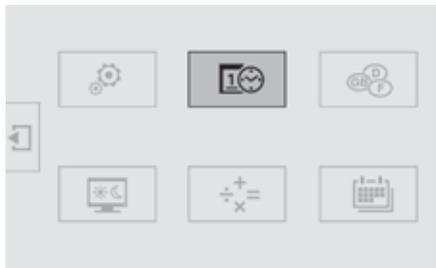 1
GB D F
÷ + × =